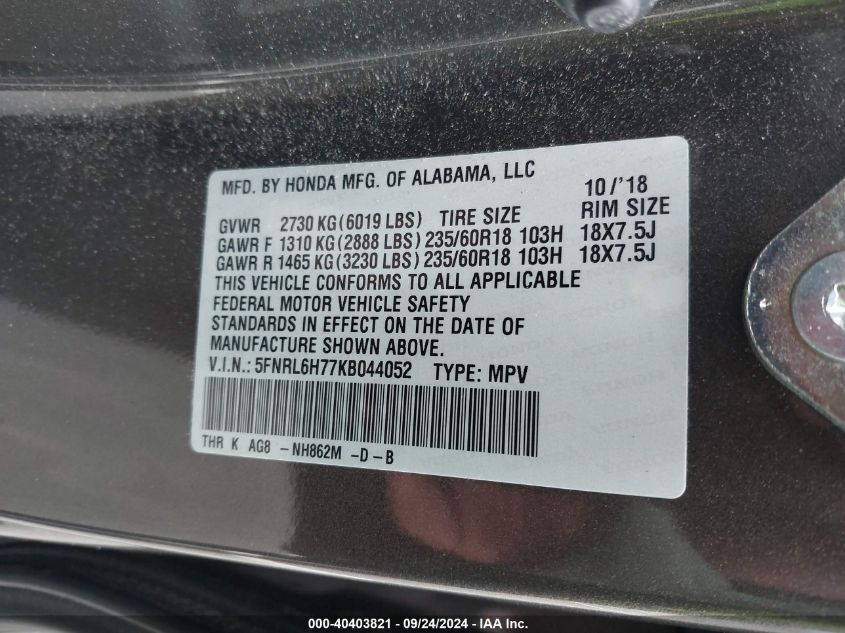 MFD. BY HONDA MFG. OF ALABAMA, LLC 10/'18
GVWR 2730 KG(6019 LBS) TIRE SIZE RIM SIZE
GAWR F 1310 KG(2888 LBS) 235/60R18 103H 18X7.5J
GAWR R 1465 KG(3230 LBS) 235/60R18 103H 18X7.5J
THIS VEHICLE CONFORMS TO ALL APPLICABLE
FEDERAL MOTOR VEHICLE SAFETY
STANDARDS IN EFFECT ON THE DATE OF
MANUFACTURE SHOWN ABOVE.
V.I.N.: 5FNRL6H77KB044052 TYPE: MPV
THR K AG8 -NH862M -D-B
000-40403821 - 09/24/2024 - IAA Inc.